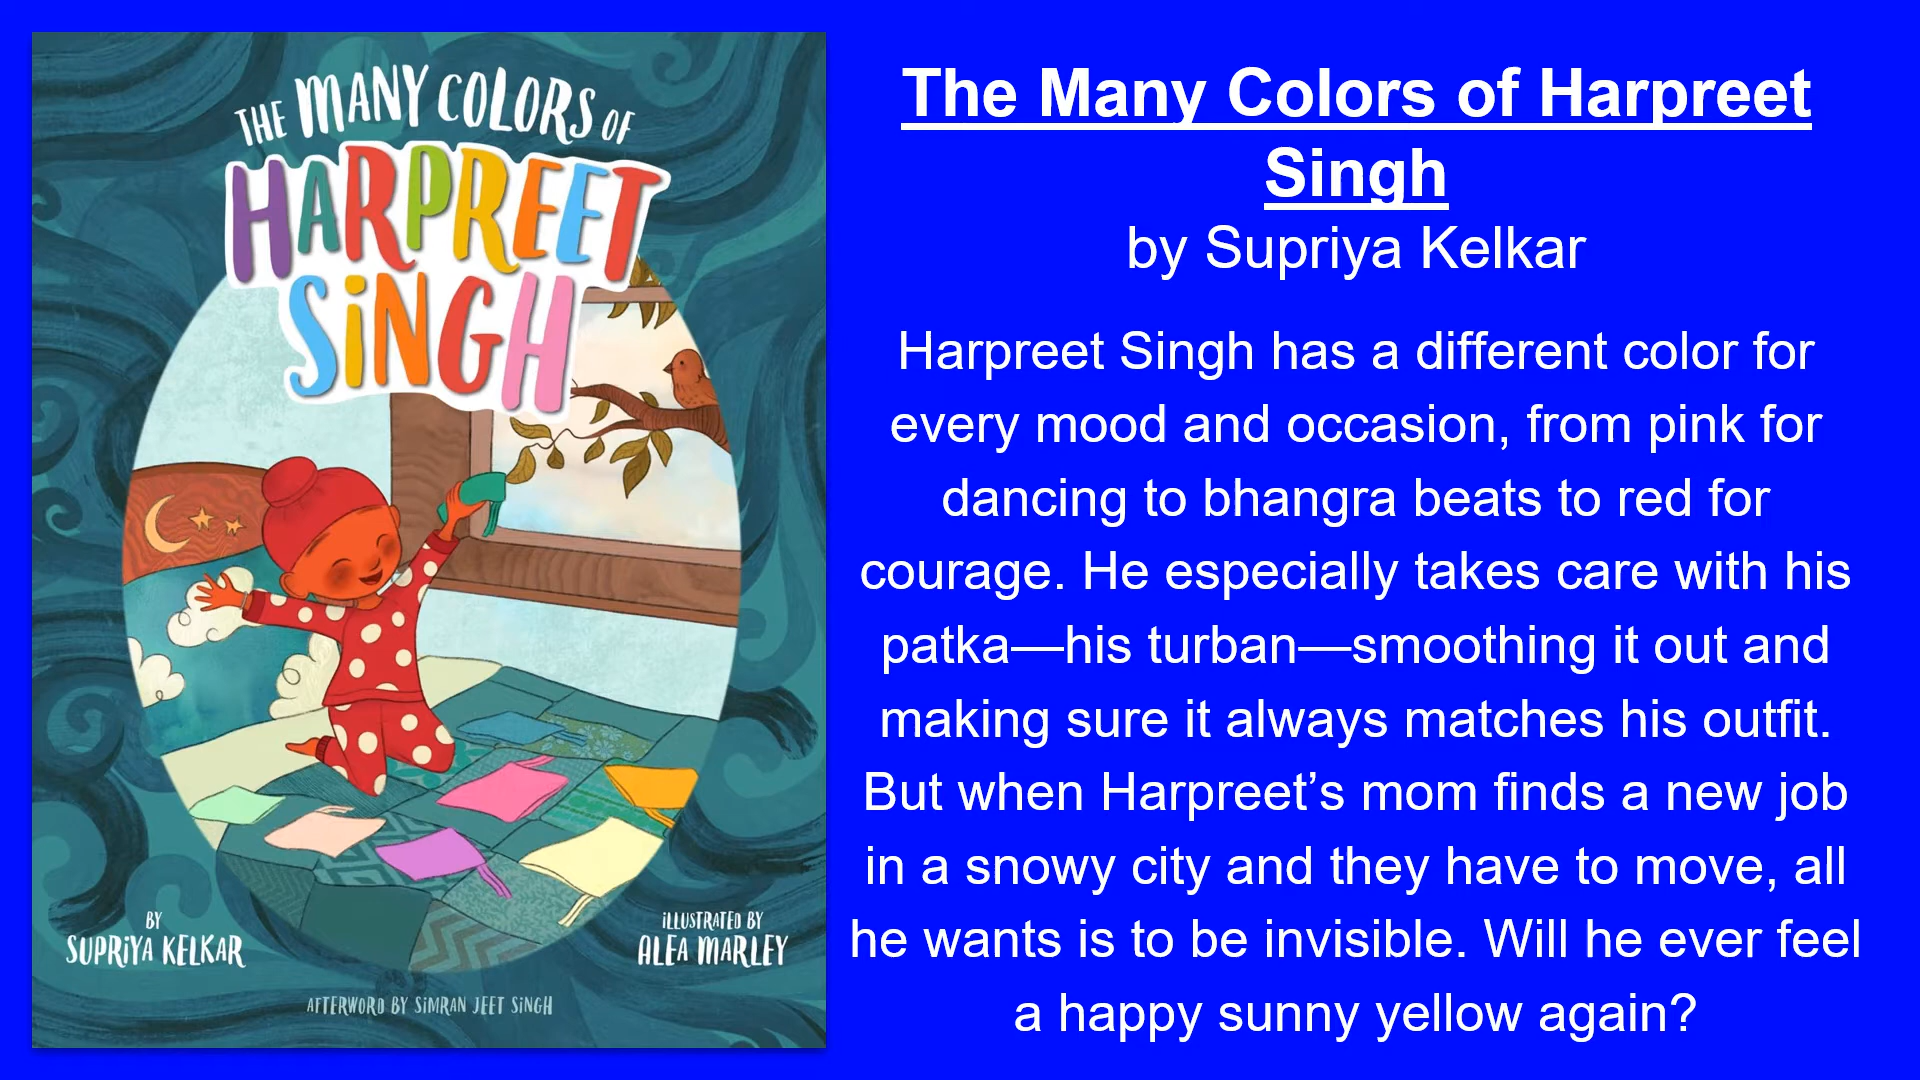 THE MANY COLORS OF
HARPREET
SiNGH
BY
SUPRiYA KELKAR
iLLUSTRATED BY
ALEA MARLEY
AFTERWORD BY SiMRAN JEET SiNGH
The Many Colors of Harpreet
Singh
by Supriya Kelkar
Harpreet Singh has a different color for
every mood and occasion, from pink for
dancing to bhangra beats to red for
courage. He especially takes care with his
patka—his turban—smoothing it out and
making sure it always matches his outfit.
But when Harpreet’s mom finds a new job
in a snowy city and they have to move, all
he wants is to be invisible. Will he ever feel
a happy sunny yellow again?